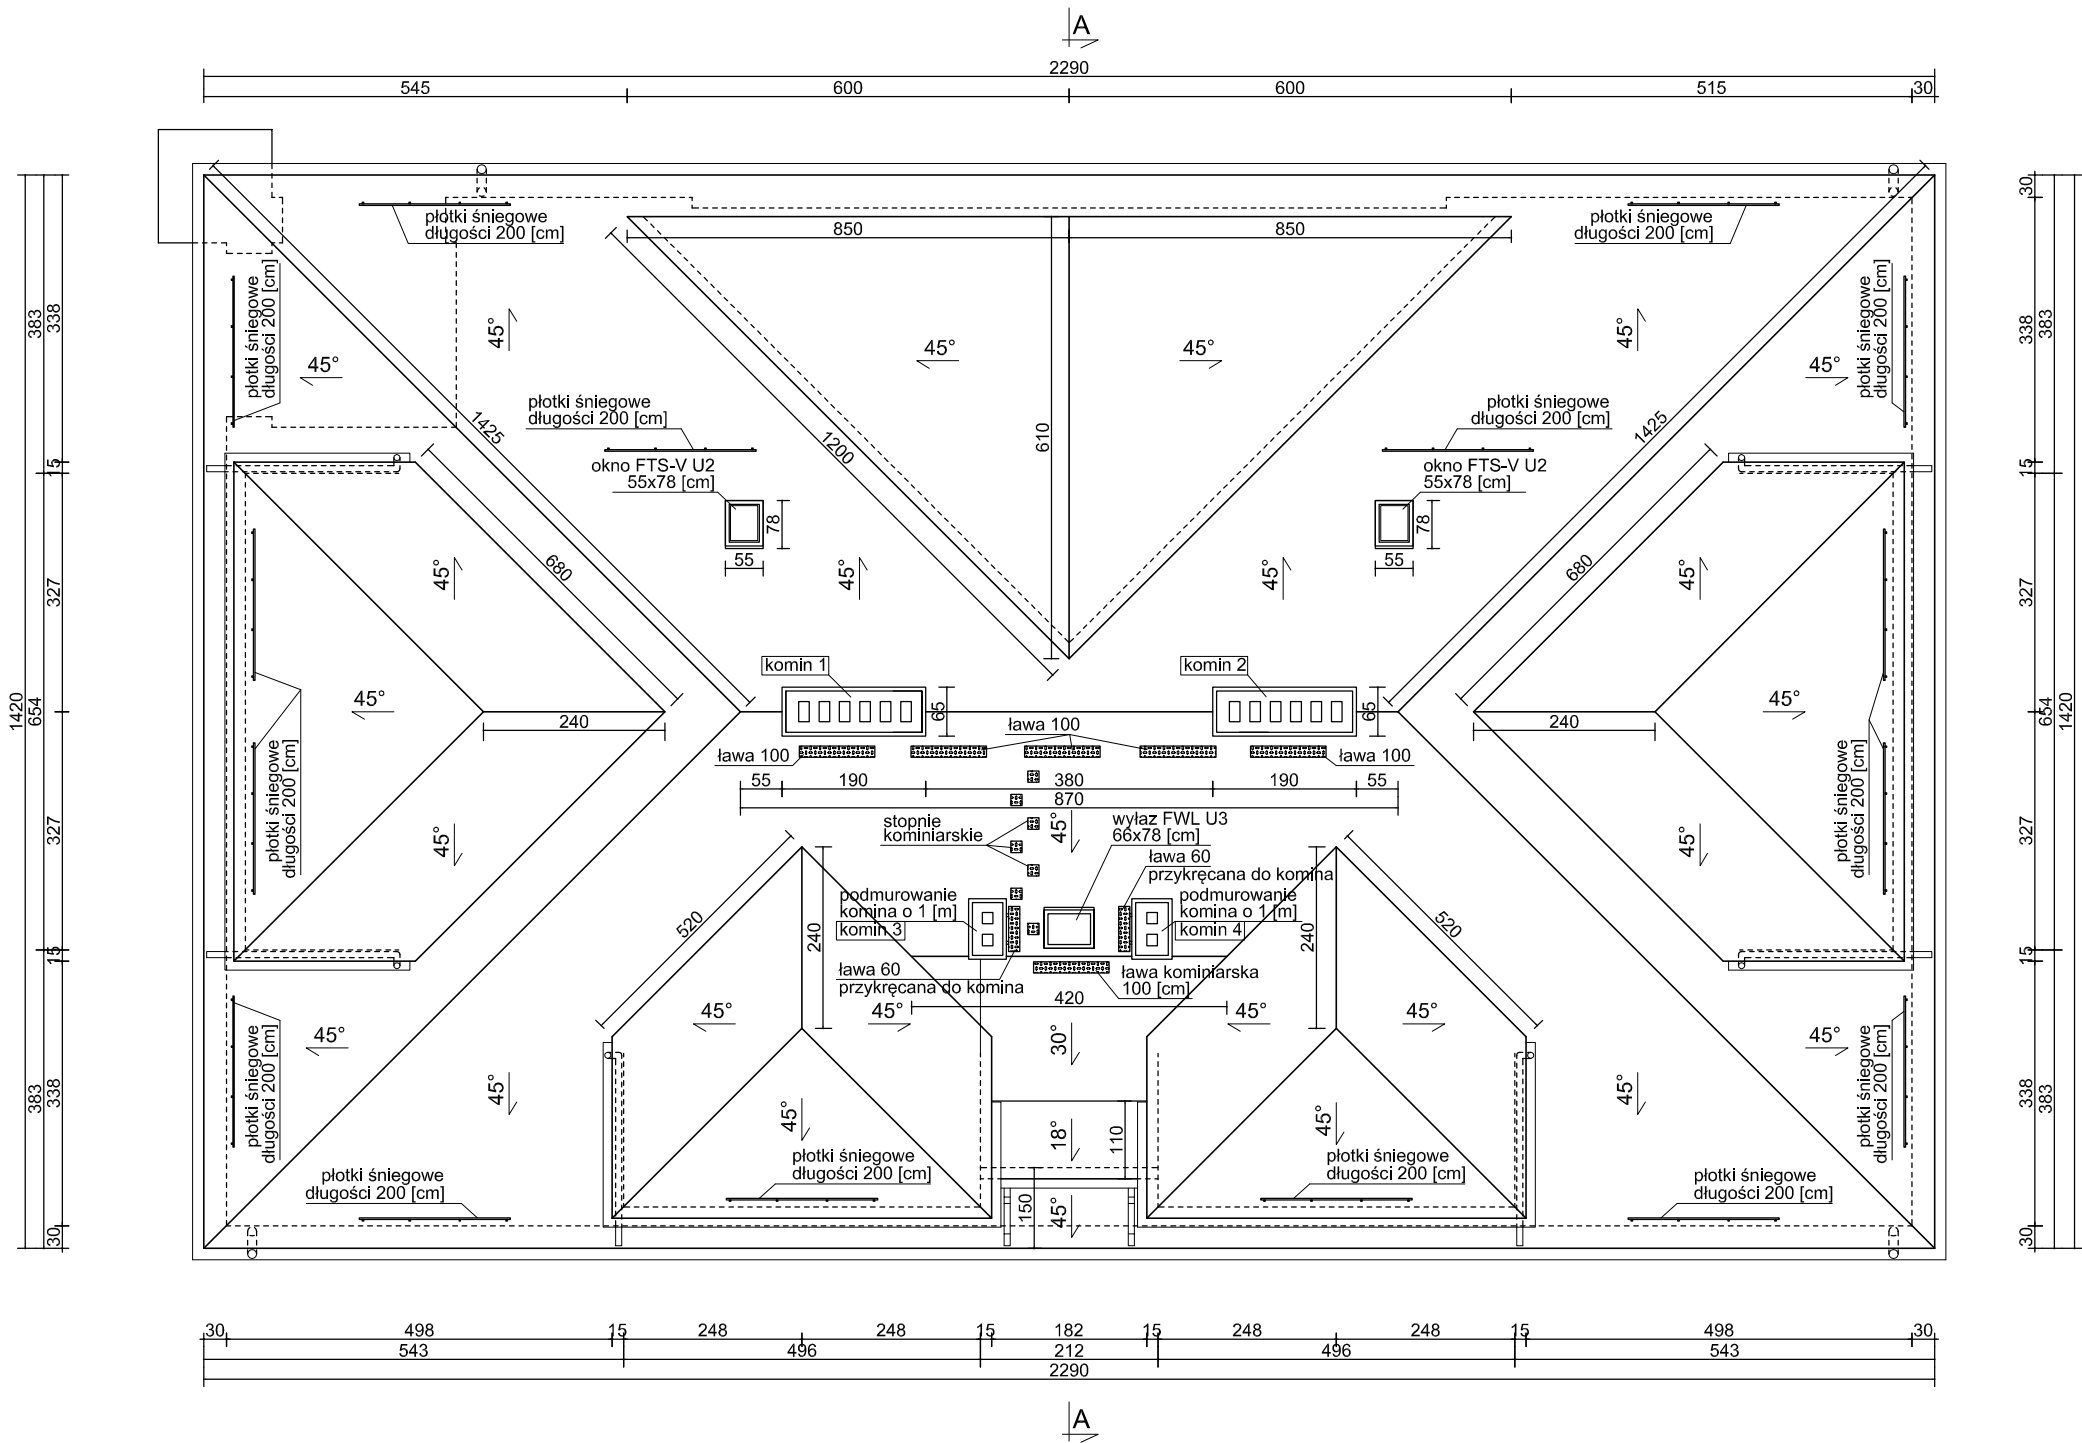 A
2290
545
600
600
515
30
płotki śniegowe
długości 200 [cm]
850
850
płotki śniegowe
długości 200 [cm]
30
płotki śniegowe
długości 200 [cm]
płotki śniegowe
długości 200 [cm]
383
338
45°
45°
45°
45°
45°
45°
338
383
płotki śniegowe
długości 200 [cm]
płotki śniegowe
długości 200 [cm]
1425
1200
610
1425
okno FTS-V U2
55x78 [cm]
okno FTS-V U2
55x78 [cm]
15
15
78
78
55
55
680
680
45°
45°
45°
45°
327
327
komin 1
komin 2
65
65
45°
45°
1420
654
654
1420
240
240
ława 100
ława 100
ława 100
55
190
380
190
55
870
stopnie
kominiarskie
45°
wyłaz FWL U3
66x78 [cm]
45°
45°
327
327
płotki śniegowe
długości 200 [cm]
płotki śniegowe
długości 200 [cm]
ława 60
przykręcana do komina
podmurowanie
komina o 1 [m]
komin 3
podmurowanie
komina o 1 [m]
komin 4
520
240
240
520
15
15
ława 60
przykręcana do komina
ława kominiarska
100 [cm]
420
45°
45°
45°
45°
45°
30°
45°
płotki śniegowe
długości 200 [cm]
płotki śniegowe
długości 200 [cm]
383
338
45°
45°
45°
45°
338
383
18°
110
płotki śniegowe
długości 200 [cm]
płotki śniegowe
długości 200 [cm]
płotki śniegowe
długości 200 [cm]
płotki śniegowe
długości 200 [cm]
150
45°
30
30
30
498
15
248
248
15
182
15
248
248
15
498
30
543
496
212
496
543
2290
A